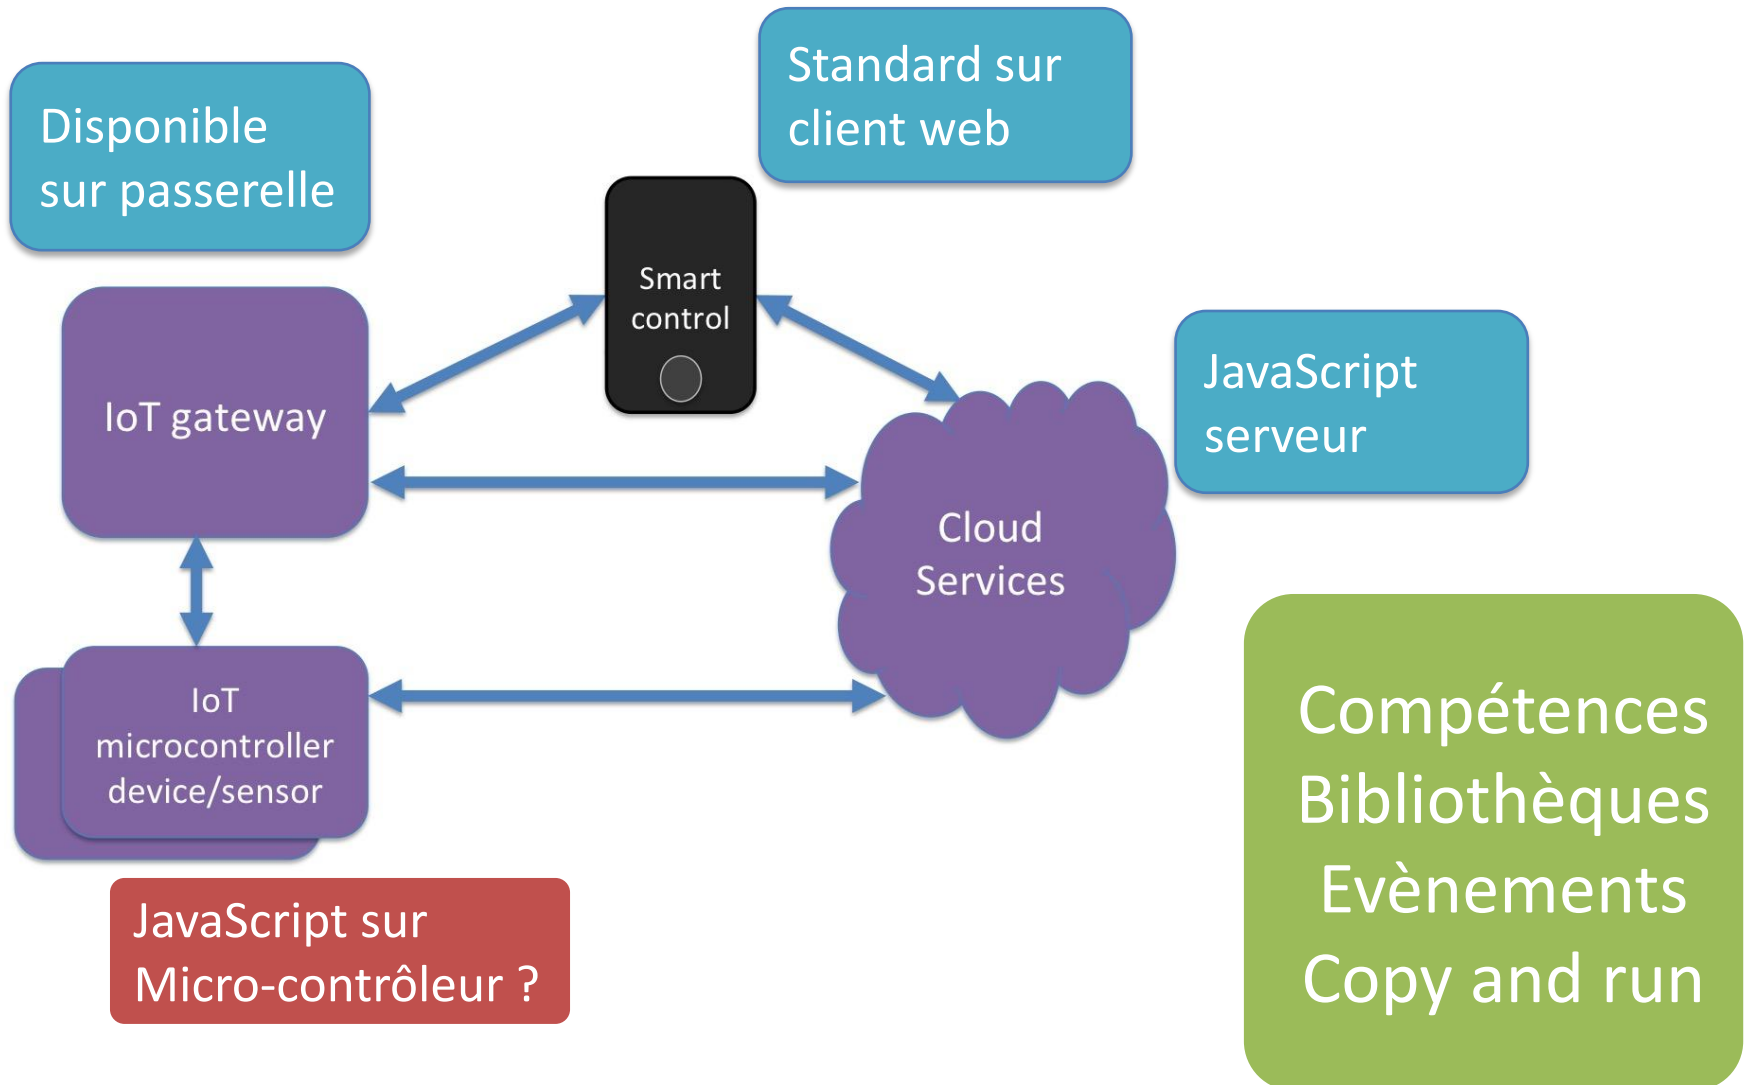 Standard sur
client web
Disponible
sur passerelle
Smart
control
IoT gateway
JavaScript
serveur
Cloud
Services
IoT
microcontroller
device/sensor
JavaScript sur
Micro-contrôleur ?
Compétences
Bibliothèques
Evènements
Copy and run